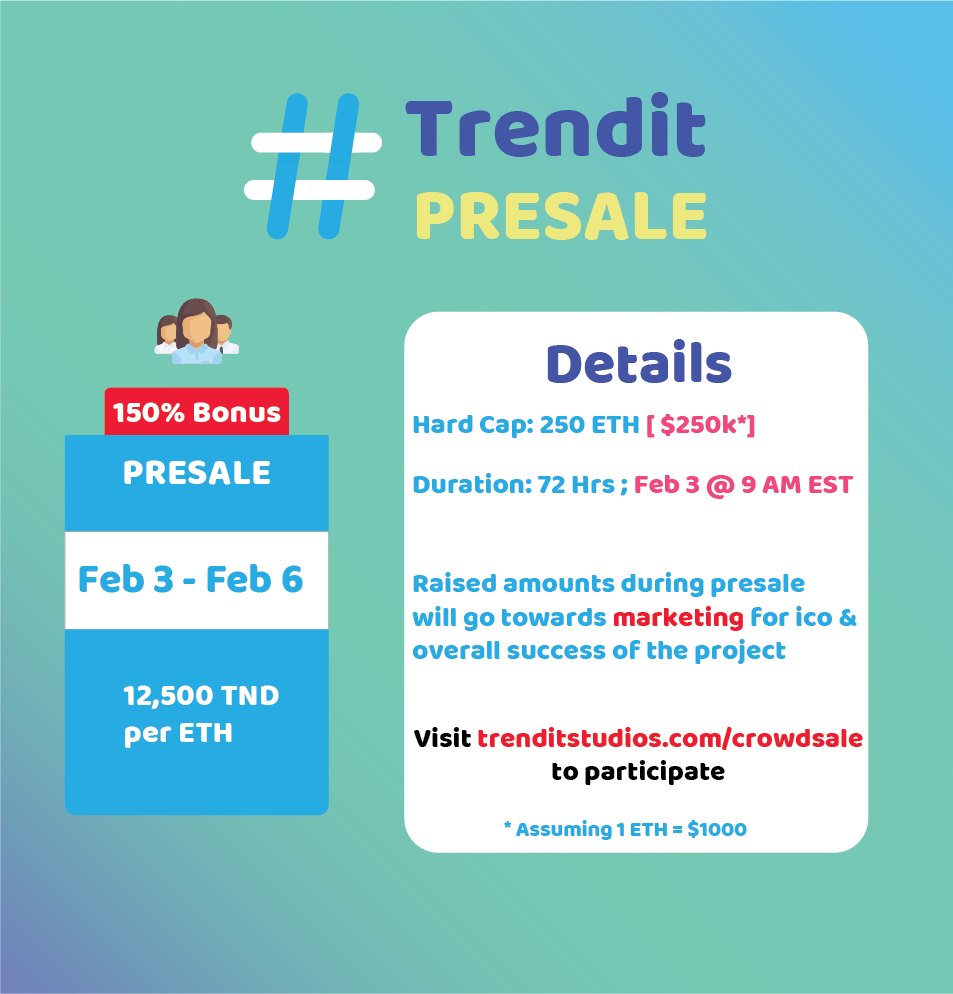 # Trendit
PRESALE
150% Bonus
PRESALE
Feb 3 - Feb 6
12,500 TND
per ETH
Details
Hard Cap: 250 ETH [ $250k*]
Duration: 72 Hrs ; Feb 3 @ 9 AM EST
Raised amounts during presale
will go towards marketing for ico &
overall success of the project
Visit trenditstudios.com/crowdsale
to participate
* Assuming 1 ETH = $1000